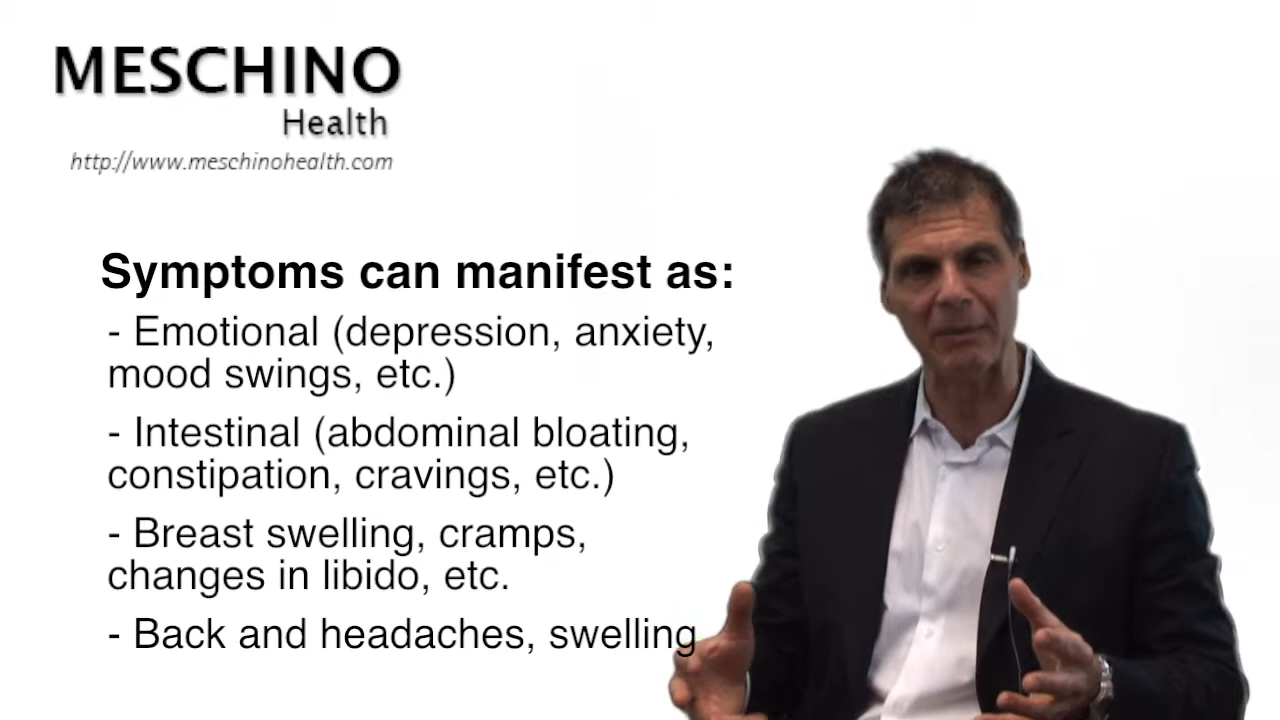 MESCHINO
Health
http://www.meschinohealth.com
Symptoms can manifest as:
- Emotional (depression, anxiety,
mood swings, etc.)
- Intestinal (abdominal bloating,
constipation, cravings, etc.)
- Breast swelling, cramps,
changes in libido, etc.
- Back and headaches, swelling